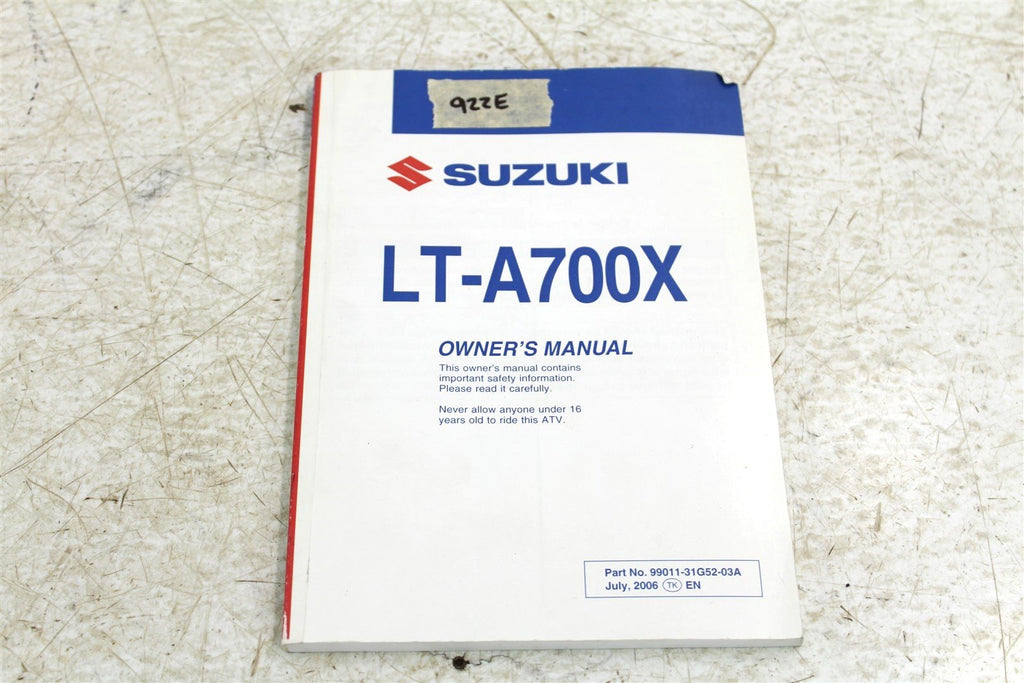 922E
SUZUKI
LT-A700X
OWNER'S MANUAL
This owner's manual contains
important safety information.
Please read it carefully.
Never allow anyone under 16
years old to ride this ATV.
Part No. 99011-31G52-03A
July, 2006 TK EN